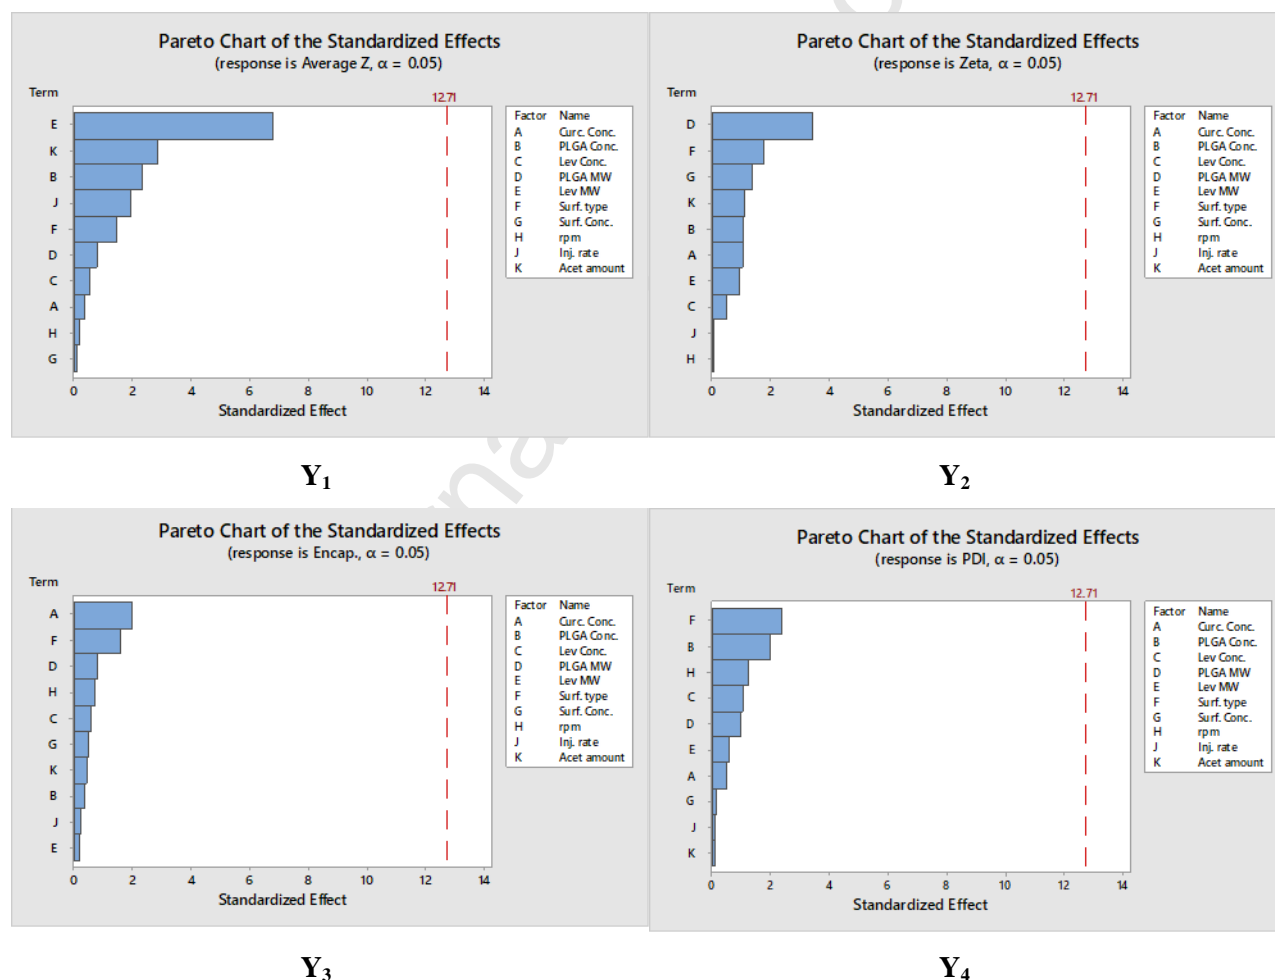 Pareto Chart of the Standardized Effects
(response is Average Z, α = 0.05)
Term
12.71
E
K
B
J
F
D
C
A
H
G
0 2 4 6 8 10 12 14
Standardized Effect
Factor Name
A Curc. Conc.
B PLGA Conc.
C Lev Conc.
D PLGA MW
E Lev MW
F Surf. type
G Surf. Conc.
H rpm
J Inj. rate
K Acet amount
Y₁
Pareto Chart of the Standardized Effects
(response is Zeta, α = 0.05)
Term
12.71
D
F
G
K
B
A
E
C
J
H
0 2 4 6 8 10 12 14
Standardized Effect
Factor Name
A Curc. Conc.
B PLGA Conc.
C Lev Conc.
D PLGA MW
E Lev MW
F Surf. type
G Surf. Conc.
H rpm
J Inj. rate
K Acet amount
Y₂
Pareto Chart of the Standardized Effects
(response is Encap., α = 0.05)
Term
12.71
A
F
D
H
C
G
K
B
J
E
0 2 4 6 8 10 12 14
Standardized Effect
Factor Name
A Curc. Conc.
B PLGA Conc.
C Lev Conc.
D PLGA MW
E Lev MW
F Surf. type
G Surf. Conc.
H rpm
J Inj. rate
K Acet amount
Y₃
Pareto Chart of the Standardized Effects
(response is PDI, α = 0.05)
Term
12.71
F
B
H
C
D
E
A
G
J
K
0 2 4 6 8 10 12 14
Standardized Effect
Factor Name
A Curc. Conc.
B PLGA Conc.
C Lev Conc.
D PLGA MW
E Lev MW
F Surf. type
G Surf. Conc.
H rpm
J Inj. rate
K Acet amount
Y₄